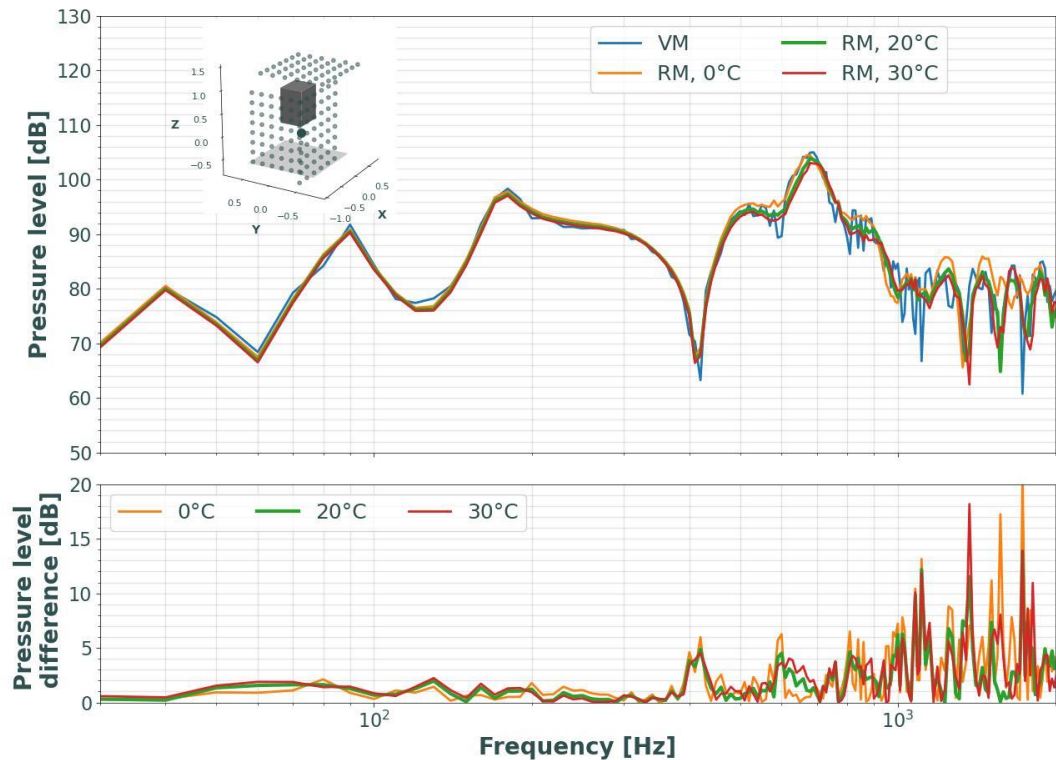 130
120
110
100
90
80
70
60
50
Pressure level [dB]
VM
RM, 0°C
RM, 20°C
RM, 30°C
1.5
1.0
0.5
0.0
−0.5
Z
0.5
0.0
−0.5
Y
−1.0
−0.5
0.0
0.5
X
20
15
10
5
0
Pressure level
difference [dB]
0°C
20°C
30°C
10²
10³
Frequency [Hz]